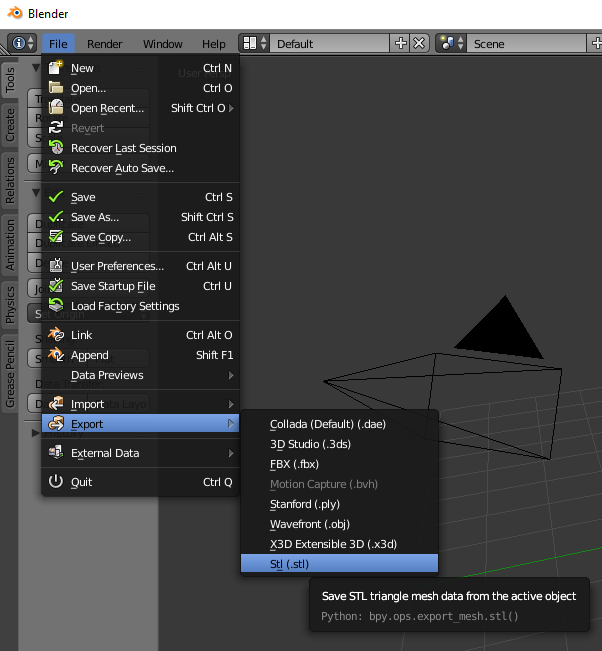 Blender
File Render Window Help Default Scene
Tools
Create
Relations
Animation
Physics
Grease Pencil
New Ctrl N
Open... Ctrl O
Open Recent... Shift Ctrl O
Revert
Recover Last Session
Recover Auto Save...
Save Ctrl S
Save As... Shift Ctrl S
Save Copy... Ctrl Alt S
User Preferences... Ctrl Alt U
Save Startup File Ctrl U
Load Factory Settings
Link Ctrl Alt O
Append Shift F1
Data Previews
Import
Export
External Data
Quit Ctrl Q
Collada (Default) (.dae)
3D Studio (.3ds)
FBX (.fbx)
Motion Capture (.bvh)
Stanford (.ply)
Wavefront (.obj)
X3D Extensible 3D (.x3d)
Stl (.stl)
Save STL triangle mesh data from the active object
Python: bpy.ops.export_mesh.stl()